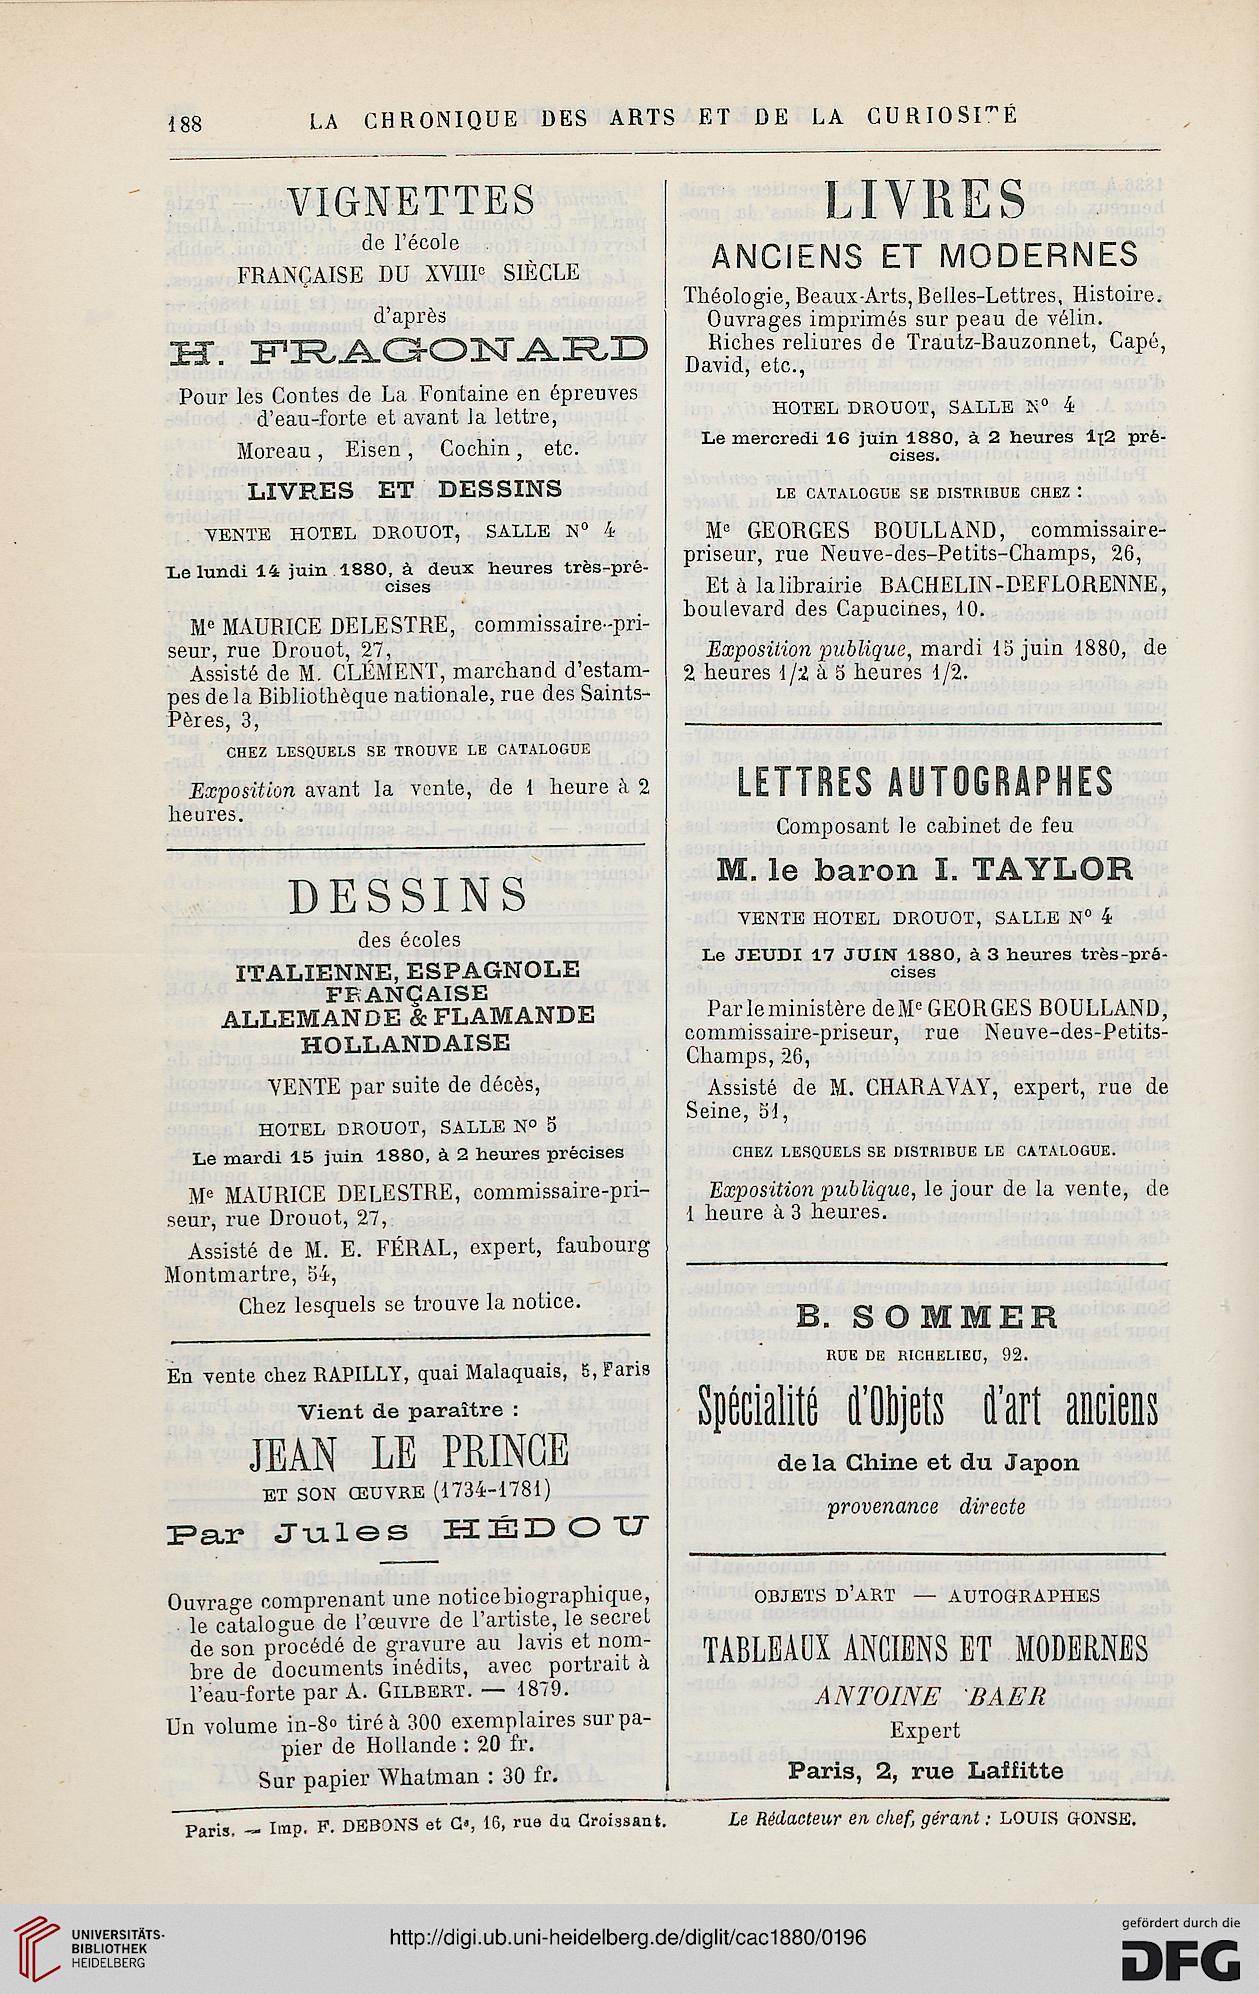 188
LA CHRONIQUE DES ARTS ET DE LA CURIOSITÉ
VIGNETTES
de l'école
FRANÇAISE DU XVIIIe SIÈCLE
d'après
H. FRAGONARD
Pour les Contes de La Fontaine en épreuves
d'eau-forte et avant la lettre,
Moreau, Eisen, Cochin, etc.
LIVRES ET DESSINS
VENTE HOTEL DROUOT, SALLE N° 4
Le lundi 14 juin 1880, à deux heures très-pré-
cises
Me MAURICE DELESTRE, commissaire-pri-
seur, rue Drouot, 27,
Assisté de M. CLÉMENT, marchand d'estam-
pes de la Bibliothèque nationale, rue des Saints-
Pères, 3,
CHEZ LESQUELS SE TROUVE LE CATALOGUE
Exposition avant la vente, de 1 heure à 2
heures.
DESSINS
des écoles
ITALIENNE, ESPAGNOLE
FRANÇAISE
ALLEMANDE & FLAMANDE
HOLLANDAISE
VENTE par suite de décès,
HOTEL DROUOT, SALLE N° 5
Le mardi 15 juin 1880, à 2 heures précises
Me MAURICE DELESTRE, commissaire-pri-
seur, rue Drouot, 27,
Assisté de M. E. FÉRAL, expert, faubourg
Montmartre, 54,
Chez lesquels se trouve la notice.
En vente chez RAPILLY, quai Malaquais, 5, Paris
Vient de paraître :
JEAN LE PRINCE
ET SON ŒUVRE (1734-1781)
Par Jules HÉDOU
Ouvrage comprenant une notice biographique,
le catalogue de l'œuvre de l'artiste, le secret
de son procédé de gravure au lavis et nom-
bre de documents inédits, avec portrait à
l'eau-forte par A. GILBERT. — 1879.
Un volume in-8° tiré à 300 exemplaires sur pa-
pier de Hollande : 20 fr.
Sur papier Whatman : 30 fr.
LIVRES
ANCIENS ET MODERNES
Théologie, Beaux-Arts, Belles-Lettres, Histoire.
Ouvrages imprimés sur peau de vélin.
Riches reliures de Trautz-Bauzonnet, Capé,
David, etc.,
HOTEL DROUOT, SALLE N° 4
Le mercredi 16 juin 1880, à 2 heures 1/2 pré-
cises.
LE CATALOGUE SE DISTRIBUE CHEZ :
Me GEORGES BOULLAND, commissaire-
priseur, rue Neuve-des-Petits-Champs, 26,
Et à la librairie BACHELIN-DEFLORENNE,
boulevard des Capucines, 10.
Exposition publique, mardi 15 juin 1880, de
2 heures 1/2 à 5 heures 1/2.
LETTRES AUTOGRAPHES
Composant le cabinet de feu
M. le baron I. TAYLOR
VENTE HOTEL DROUOT, SALLE N° 4
Le JEUDI 17 JUIN 1880, à 3 heures très-pré-
cises
Par le ministère de Me GEORGES BOULLAND,
commissaire-priseur, rue Neuve-des-Petits-
Champs, 26,
Assisté de M. CHARAVAY, expert, rue de
Seine, 51,
CHEZ LESQUELS SE DISTRIBUE LE CATALOGUE.
Exposition publique, le jour de la vente, de
1 heure à 3 heures.
B. SOMMER
RUE DE RICHELIEU, 92.
Spécialité d'Objets d'art anciens
de la Chine et du Japon
provenance directe
OBJETS D'ART — AUTOGRAPHES
TABLEAUX ANCIENS ET MODERNES
ANTOINE BAER
Expert
Paris, 2, rue Laffitte
Paris. — Imp. F. DEBONS et Ce, 16, rue du Croissant.
Le Rédacteur en chef, gérant : LOUIS GONSE.
UNIVERSITÄTS-
BIBLIOTHEK
HEIDELBERG
http://digi.ub.uni-heidelberg.de/diglit/cac1880/0196
gefördert durch die
DFG